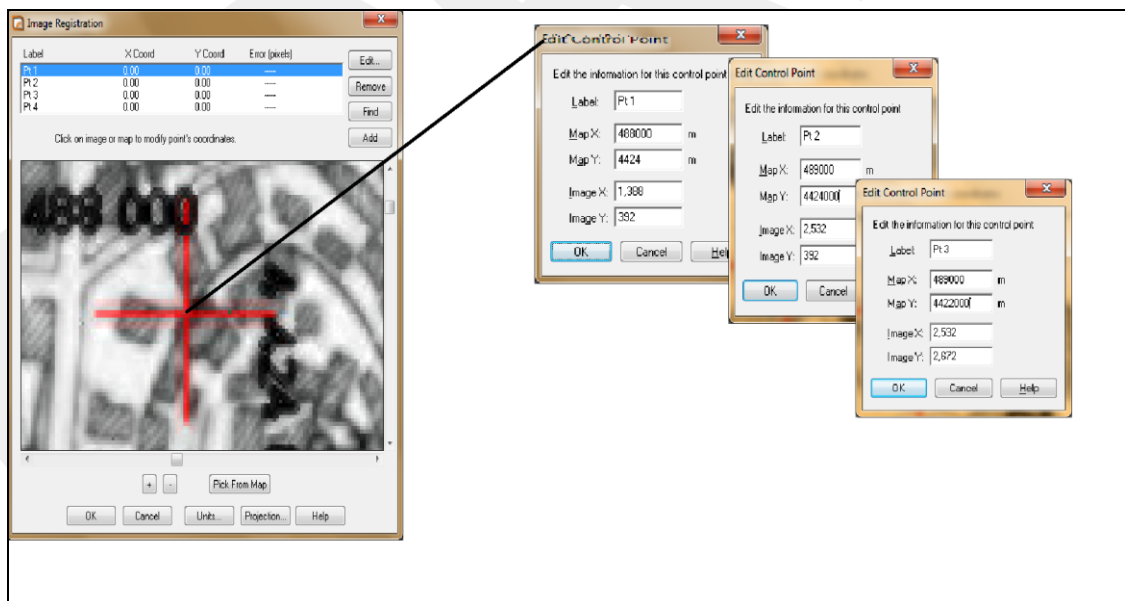 Image Registration
Label X Coord Y Coord Error (pixels)
Pt 1 0.00 0.00 ----
Pt 2 0.00 0.00 ----
Pt 3 0.00 0.00 ----
Pt 4 0.00 0.00 ----
Edit...
Remove
Find
Add
Click on image or map to modify point's coordinates.
488 000
+ -
Pick From Map
OK Cancel Units... Projection... Help
Edit Control Point
Edit the information for this control point
Label: Pt 1
Map X: 488000 m
Map Y: 4424 m
Image X: 1,388
Image Y: 392
OK Cancel Hel
Edit Control Point
Edit the information for this control point
Label: Pt 2
Map X: 489000 m
Map Y: 4424000
Image X: 2,532
Image Y: 392
OK Cancel
Edit Control Point
Edit the information for this control point
Label: Pt 3
Map X: 489000 m
Map Y: 4422000 m
Image X: 2,532
Image Y: 2,672
OK Cancel Help